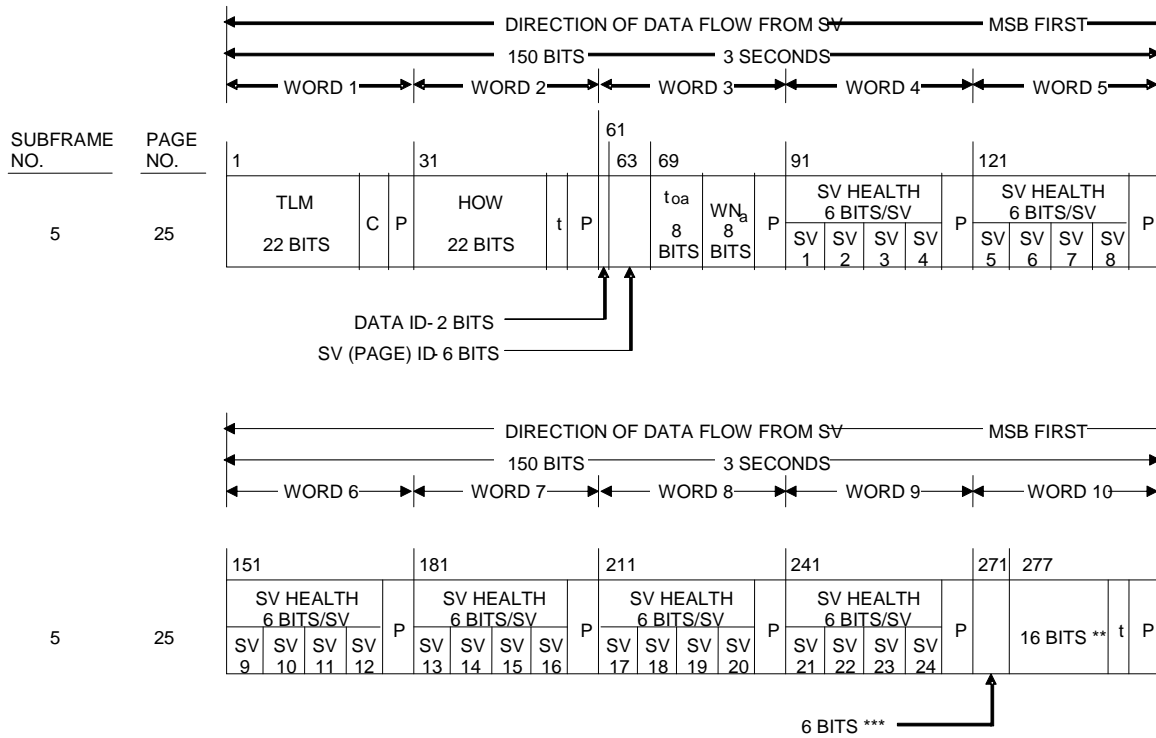 DIRECTION OF DATA FLOW FROM SV MSB FIRST
150 BITS 3 SECONDS
WORD 1 WORD 2 WORD 3 WORD 4 WORD 5
SUBFRAME NO. PAGE NO.
61
1 31 63 69 91 121
5 25
TLM 22 BITS C P
HOW 22 BITS t P
toa 8 BITS WNa 8 BITS P
SV HEALTH 6 BITS/SV P
SV 1 SV 2 SV 3 SV 4
SV HEALTH 6 BITS/SV P
SV 5 SV 6 SV 7 SV 8
DATA ID- 2 BITS
SV (PAGE) ID- 6 BITS
DIRECTION OF DATA FLOW FROM SV MSB FIRST
150 BITS 3 SECONDS
WORD 6 WORD 7 WORD 8 WORD 9 WORD 10
151 181 211 241 271 277
5 25
SV HEALTH 6 BITS/SV P
SV 9 SV 10 SV 11 SV 12
SV HEALTH 6 BITS/SV P
SV 13 SV 14 SV 15 SV 16
SV HEALTH 6 BITS/SV P
SV 17 SV 18 SV 19 SV 20
SV HEALTH 6 BITS/SV P
SV 21 SV 22 SV 23 SV 24
16 BITS ** t P
6 BITS ***